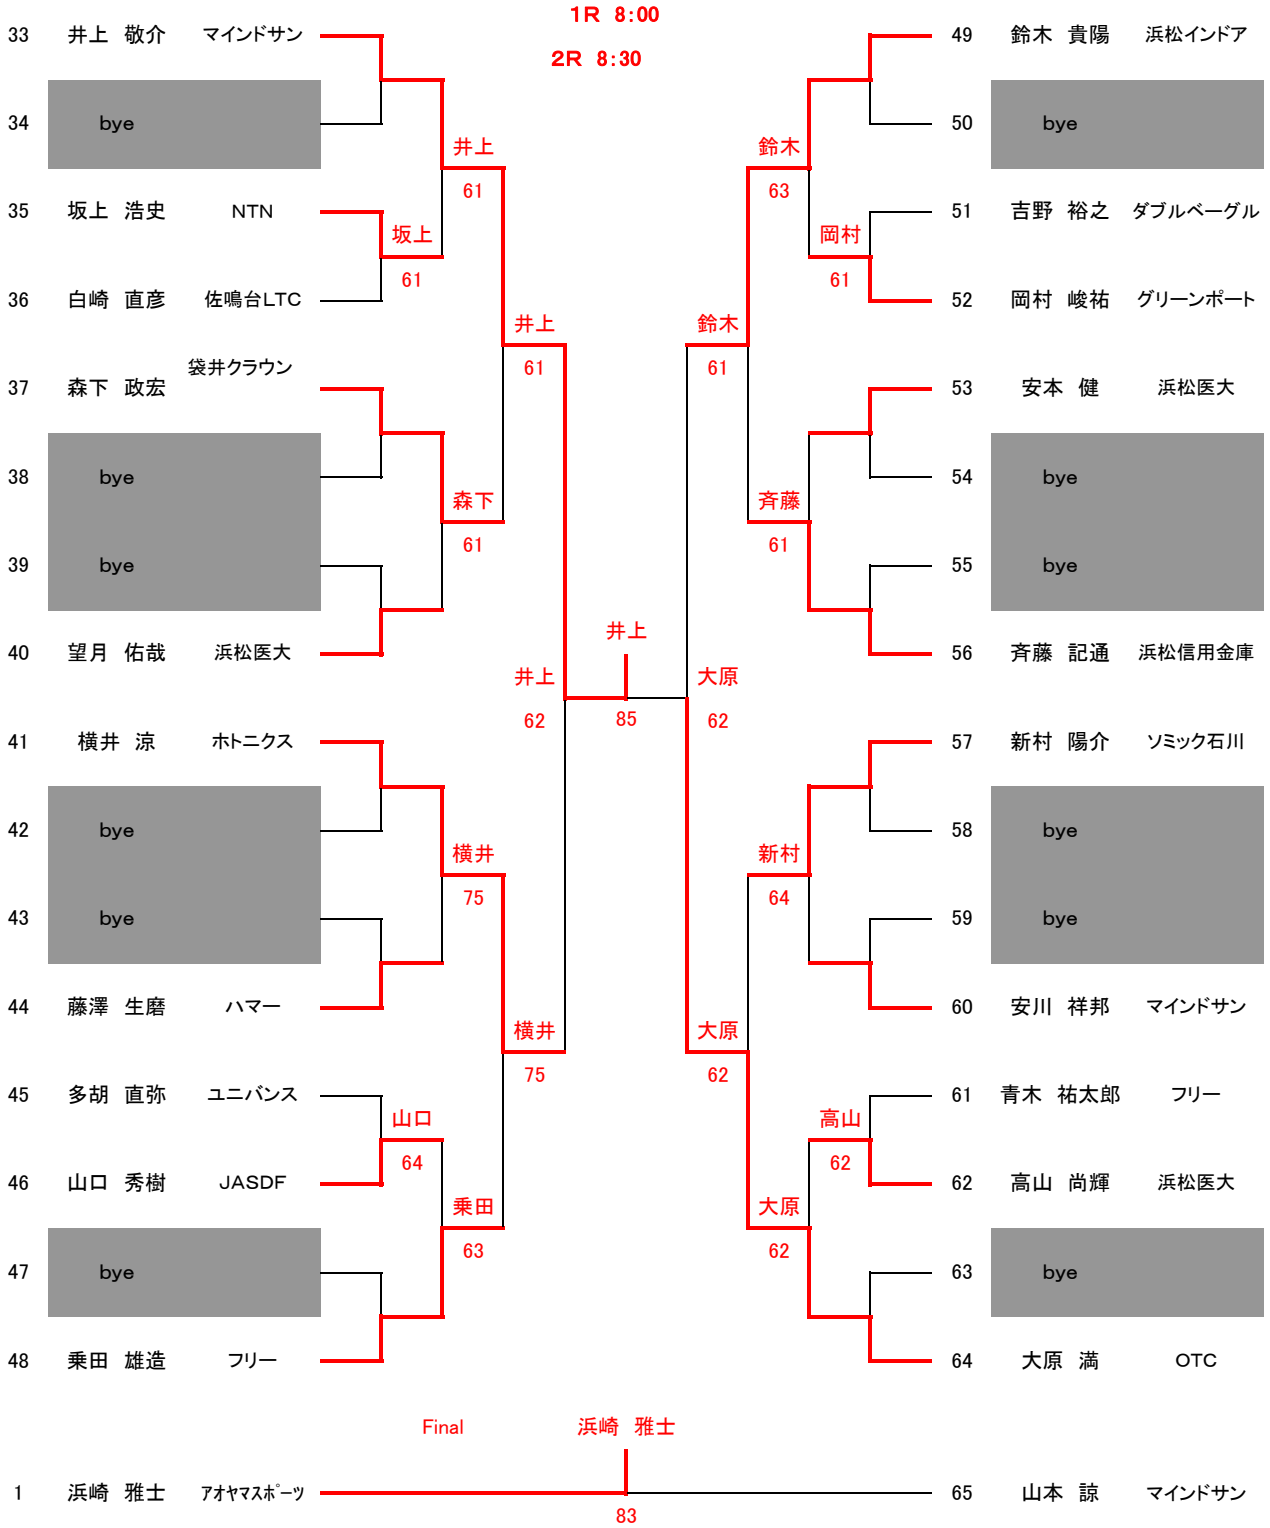 1R 8:00
2R 8:30
33 井上 敬介 マインドサン
34 bye
35 坂上 浩史 NTN
36 白崎 直彦 佐鳴台LTC
37 森下 政宏 袋井クラウン
38 bye
39 bye
40 望月 佑哉 浜松医大
41 横井 涼 ホトニクス
42 bye
43 bye
44 藤澤 生磨 ハマー
45 多胡 直弥 ユニバンス
46 山口 秀樹 JASDF
47 bye
48 乗田 雄造 フリー
坂上
61
山口
64
井上
61
森下
61
横井
75
乗田
63
井上
61
横井
75
井上
62
井上
85
大原
62
鈴木
61
大原
62
鈴木
63
斉藤
61
新村
64
大原
62
岡村
61
高山
62
49 鈴木 貴陽 浜松インドア
50 bye
51 吉野 裕之 ダブルベーグル
52 岡村 峻祐 グリーンポート
53 安本 健 浜松医大
54 bye
55 bye
56 斉藤 記通 浜松信用金庫
57 新村 陽介 ソミック石川
58 bye
59 bye
60 安川 祥邦 マインドサン
61 青木 祐太郎 フリー
62 高山 尚輝 浜松医大
63 bye
64 大原 満 OTC
Final 浜崎 雅士
1 浜崎 雅士 アオヤマスポーツ
83
65 山本 諒 マインドサン